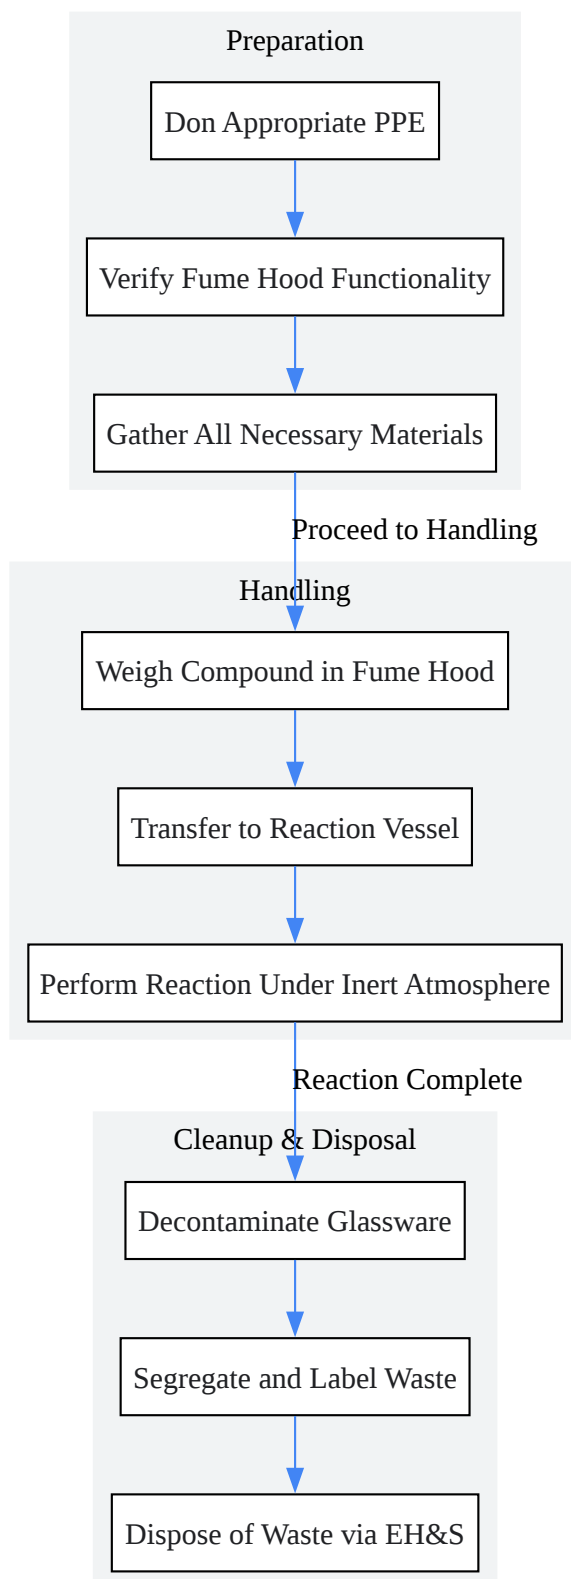 Preparation
Don Appropriate PPE
Verify Fume Hood Functionality
Gather All Necessary Materials
Proceed to Handling
Handling
Weigh Compound in Fume Hood
Transfer to Reaction Vessel
Perform Reaction Under Inert Atmosphere
Reaction Complete
Cleanup & Disposal
Decontaminate Glassware
Segregate and Label Waste
Dispose of Waste via EH&S